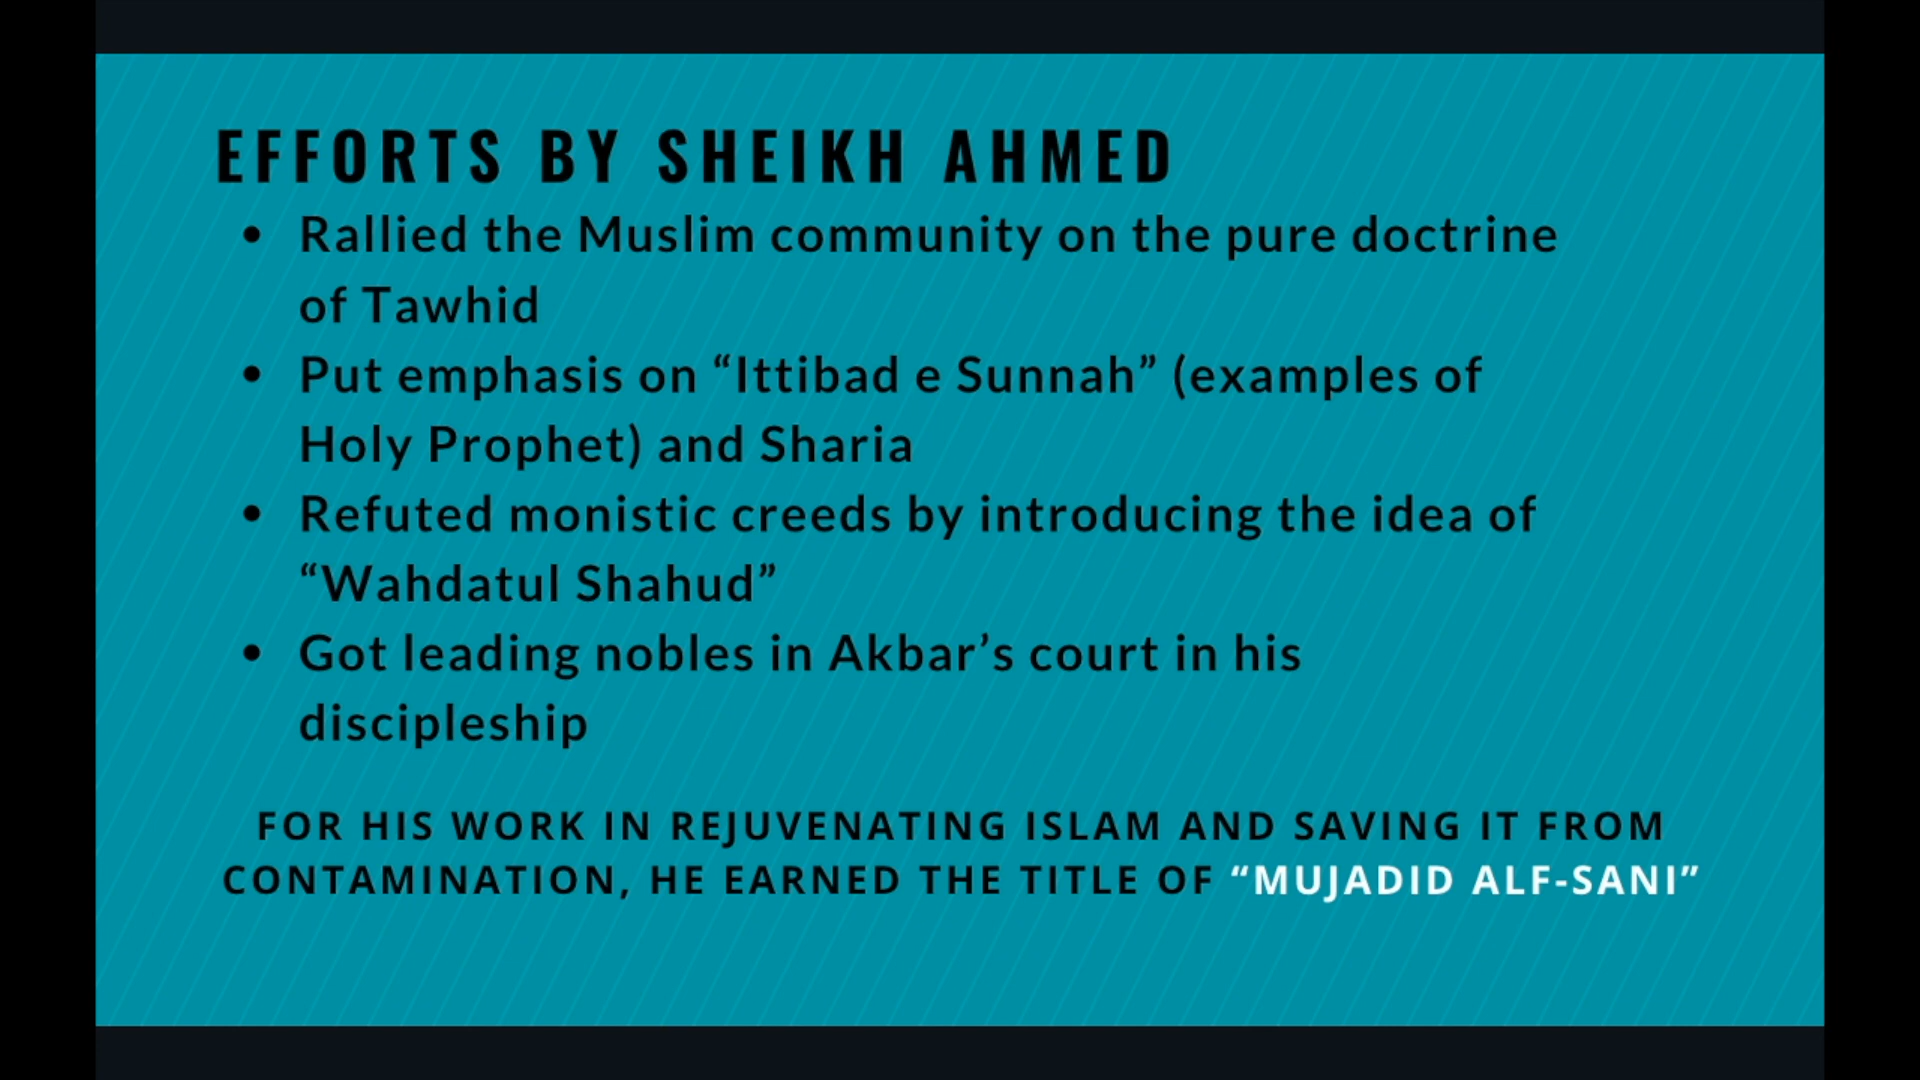 EFFORTS BY SHEIKH AHMED
• Rallied the Muslim community on the pure doctrine
of Tawhid
• Put emphasis on “Ittibad e Sunnah” (examples of
Holy Prophet) and Sharia
• Refuted monistic creeds by introducing the idea of
“Wahdatul Shahud”
• Got leading nobles in Akbar’s court in his
discipleship
FOR HIS WORK IN REJUVENATING ISLAM AND SAVING IT FROM
CONTAMINATION, HE EARNED THE TITLE OF “MUJADID ALF-SANI”